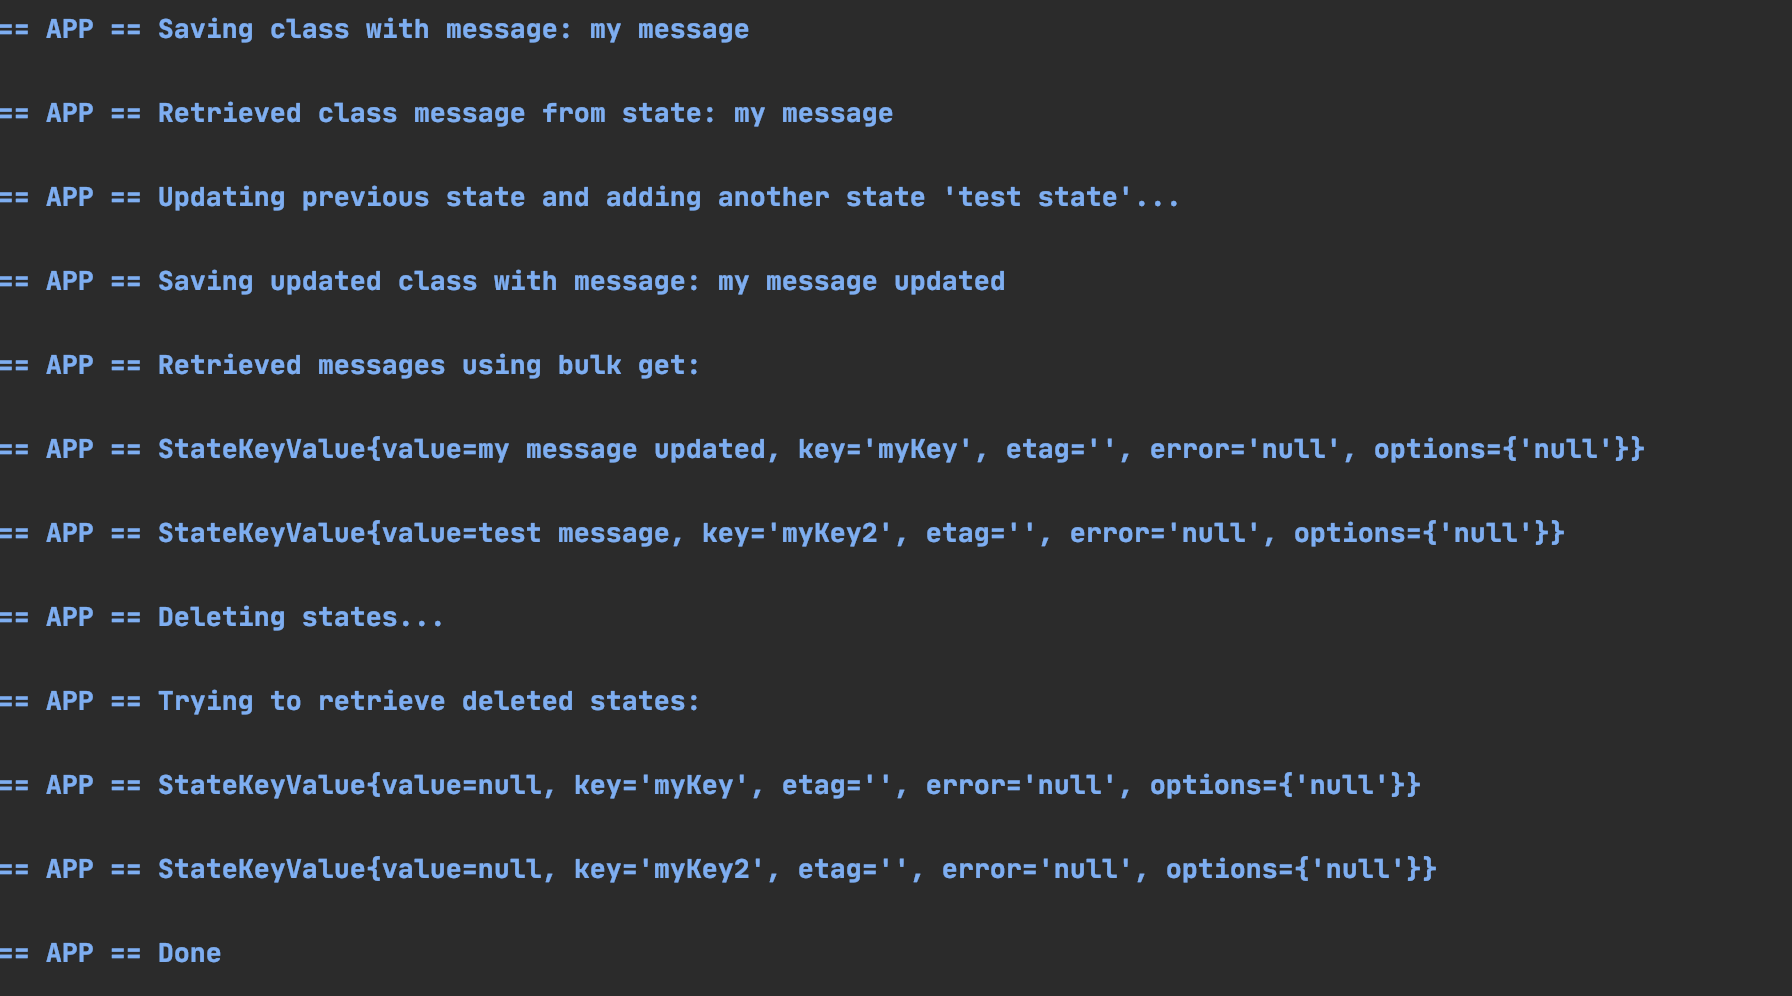 == APP == Saving class with message: my message
== APP == Retrieved class message from state: my message
== APP == Updating previous state and adding another state 'test state'...
== APP == Saving updated class with message: my message updated
== APP == Retrieved messages using bulk get:
== APP == StateKeyValue{value=my message updated, key='myKey', etag='', error='null', options={'null'}}
== APP == StateKeyValue{value=test message, key='myKey2', etag='', error='null', options={'null'}}
== APP == Deleting states...
== APP == Trying to retrieve deleted states:
== APP == StateKeyValue{value=null, key='myKey', etag='', error='null', options={'null'}}
== APP == StateKeyValue{value=null, key='myKey2', etag='', error='null', options={'null'}}
== APP == Done